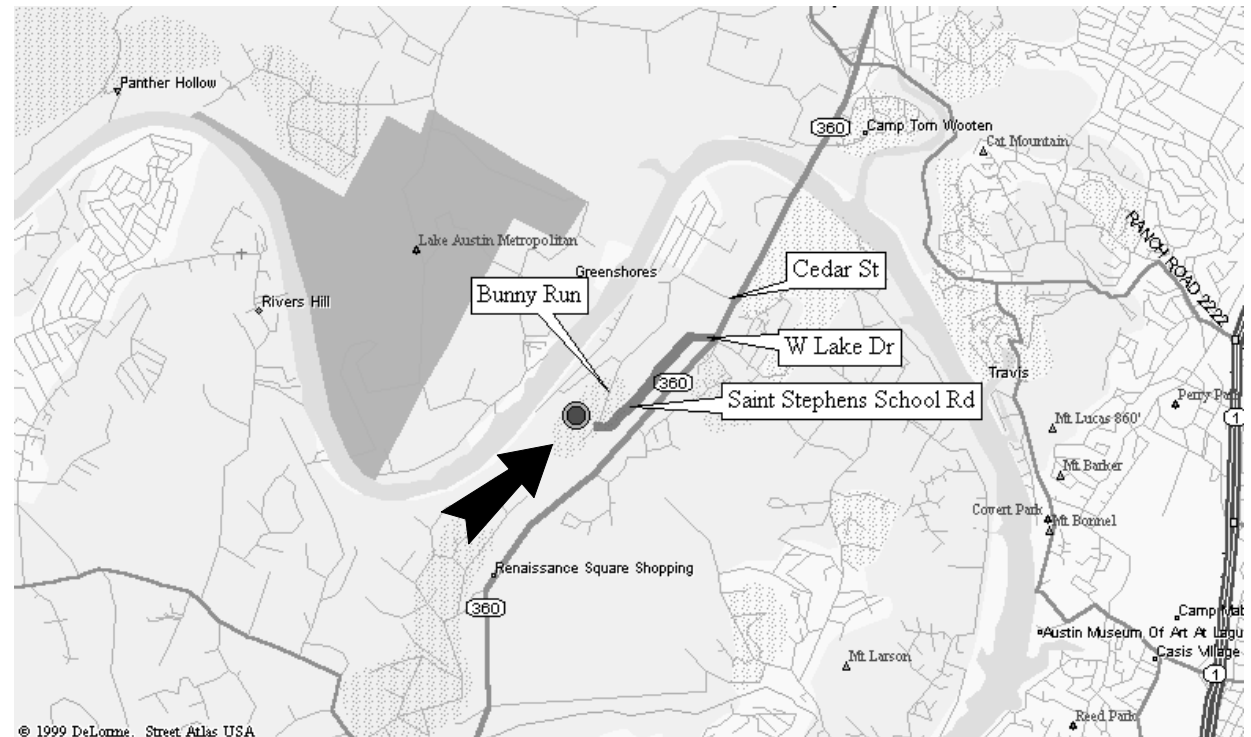 Panther Hollow
360
Camp Tom Wooten
Cat Mountain
RANCH ROAD 2222
Lake Austin Metropolitan
Greenshores
Cedar St
Bunny Run
Rivers Hill
W Lake Dr
360
Travis
Saint Stephens School Rd
Perry Park
1
Mt Lucas 860'
Mt Barker
Covert Park
Mt Bonnel
Renaissance Square Shopping
360
Camp Mab
Austin Museum Of Art At Lagu
Casis Village
Mt Larson
1
Reed Park
© 1999 DeLorme. Street Atlas USA